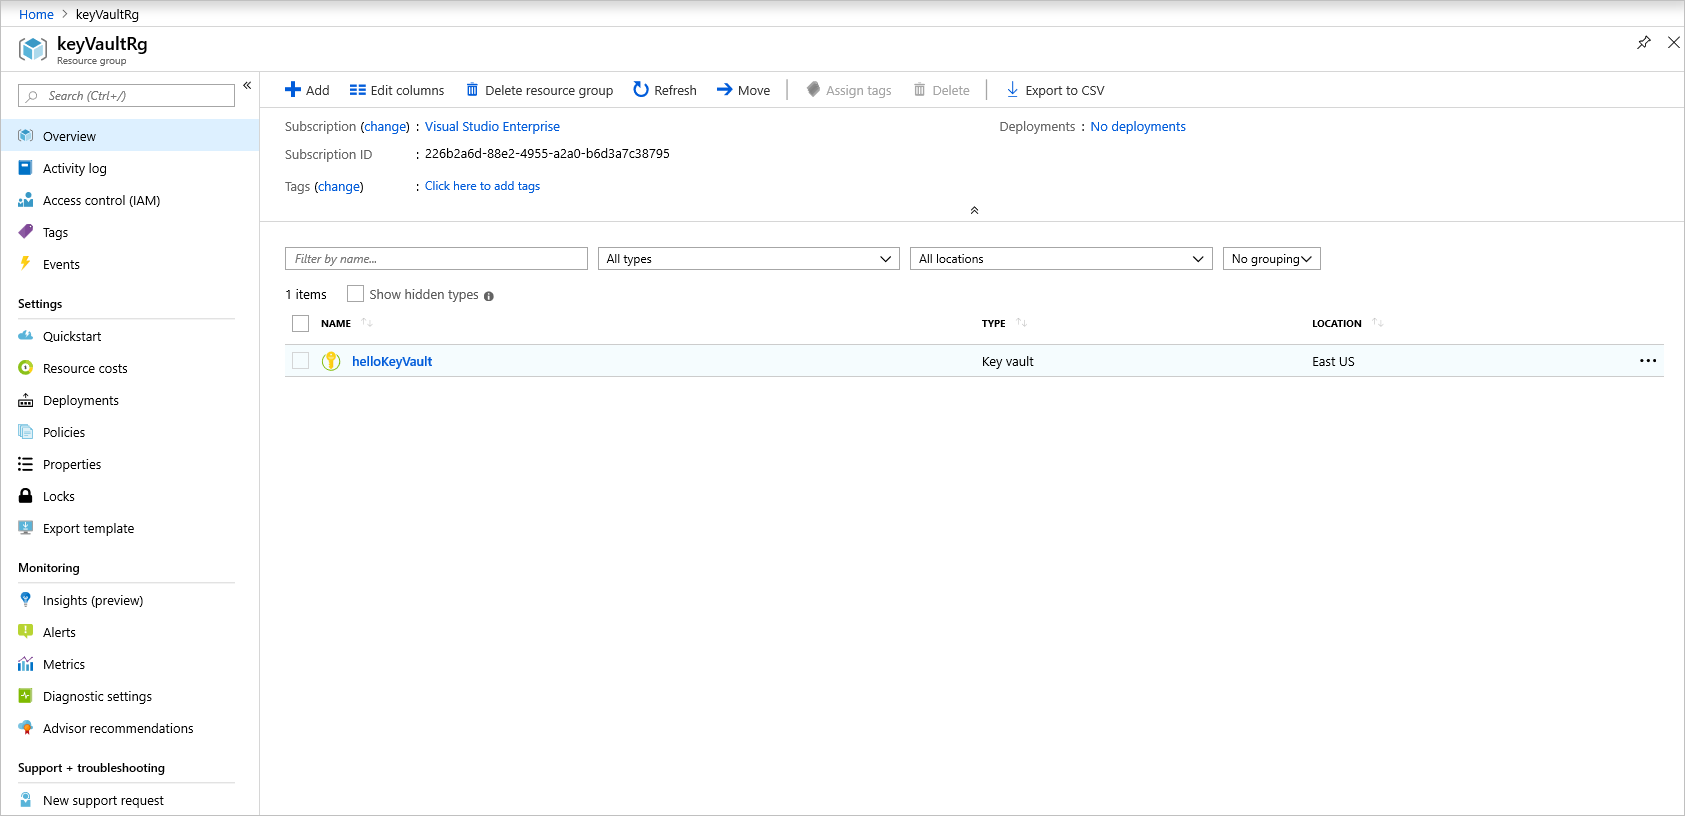 Home > keyVaultRg
keyVaultRg
Resource group
Search (Ctrl+/)
«
Overview
Activity log
Access control (IAM)
Tags
Events
Settings
Quickstart
Resource costs
Deployments
Policies
Properties
Locks
Export template
Monitoring
Insights (preview)
Alerts
Metrics
Diagnostic settings
Advisor recommendations
Support + troubleshooting
New support request
Add Edit columns Delete resource group Refresh Move Assign tags Delete Export to CSV
Subscription (change) : Visual Studio Enterprise Deployments : No deployments
Subscription ID : 226b2a6d-88e2-4955-a2a0-b6d3a7c38795
Tags (change) : Click here to add tags
Filter by name... All types All locations No grouping
1 items Show hidden types
NAME TYPE LOCATION
helloKeyVault Key vault East US